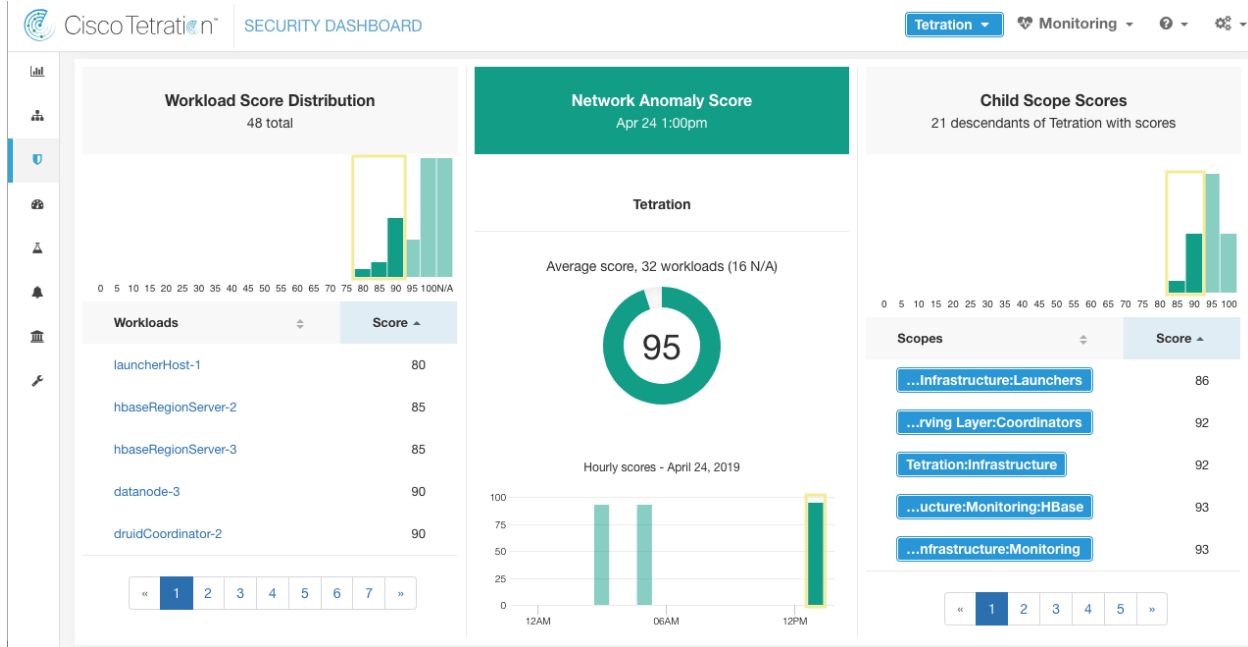 Cisco Tetration™ SECURITY DASHBOARD Tetration Monitoring
Workload Score Distribution
48 total
0 5 10 15 20 25 30 35 40 45 50 55 60 65 70 75 80 85 90 95 100N/A
Workloads Score
launcherHost-1 80
hbaseRegionServer-2 85
hbaseRegionServer-3 85
datanode-3 90
druidCoordinator-2 90
« 1 2 3 4 5 6 7 »
Network Anomaly Score
Apr 24 1:00pm
Tetration
Average score, 32 workloads (16 N/A)
95
Hourly scores - April 24, 2019
100
75
50
25
0
12AM 06AM 12PM
Child Scope Scores
21 descendants of Tetration with scores
0 5 10 15 20 25 30 35 40 45 50 55 60 65 70 75 80 85 90 95 100
Scopes Score
...Infrastructure:Launchers 86
...rving Layer:Coordinators 92
Tetration:Infrastructure 92
...ucture:Monitoring:HBase 93
...nfrastructure:Monitoring 93
« 1 2 3 4 5 »